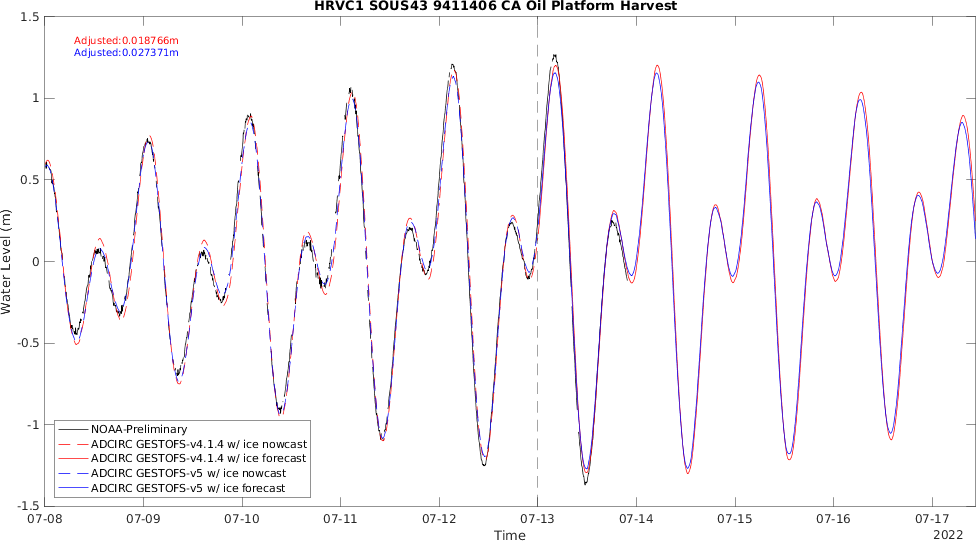 HRVC1 SOUS43 9411406 CA Oil Platform Harvest
Adjusted:0.018766m
Adjusted:0.027371m
1.5
1
0.5
0
-0.5
-1
-1.5
Water Level (m)
NOAA-Preliminary
ADCIRC GESTOFS-v4.1.4 w/ ice nowcast
ADCIRC GESTOFS-v4.1.4 w/ ice forecast
ADCIRC GESTOFS-v5 w/ ice nowcast
ADCIRC GESTOFS-v5 w/ ice forecast
07-08 07-09 07-10 07-11 07-12 07-13 07-14 07-15 07-16 07-17
2022
Time